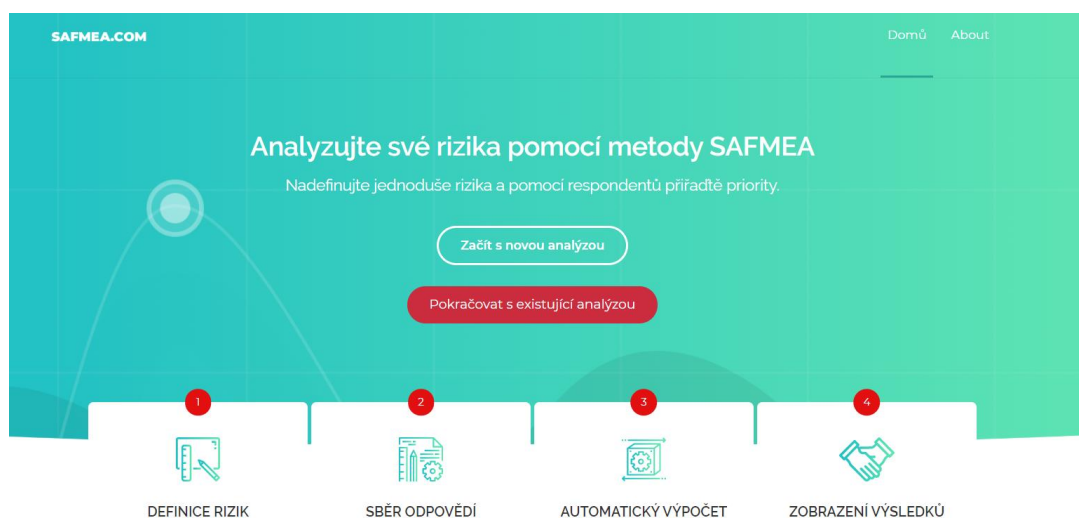 SAFMEA.COM
Domů About
Analyzujte své rizika pomocí metody SAFMEA
Nadefinujte jednoduše rizika a pomocí respondentů přiřaďtě priority.
Začít s novou analýzou
Pokračovat s existující analýzou
1
2
3
4
DEFINICE RIZIK
SBĚR ODPOVĚDÍ
AUTOMATICKÝ VÝPOČET
ZOBRAZENÍ VÝSLEDKŮ